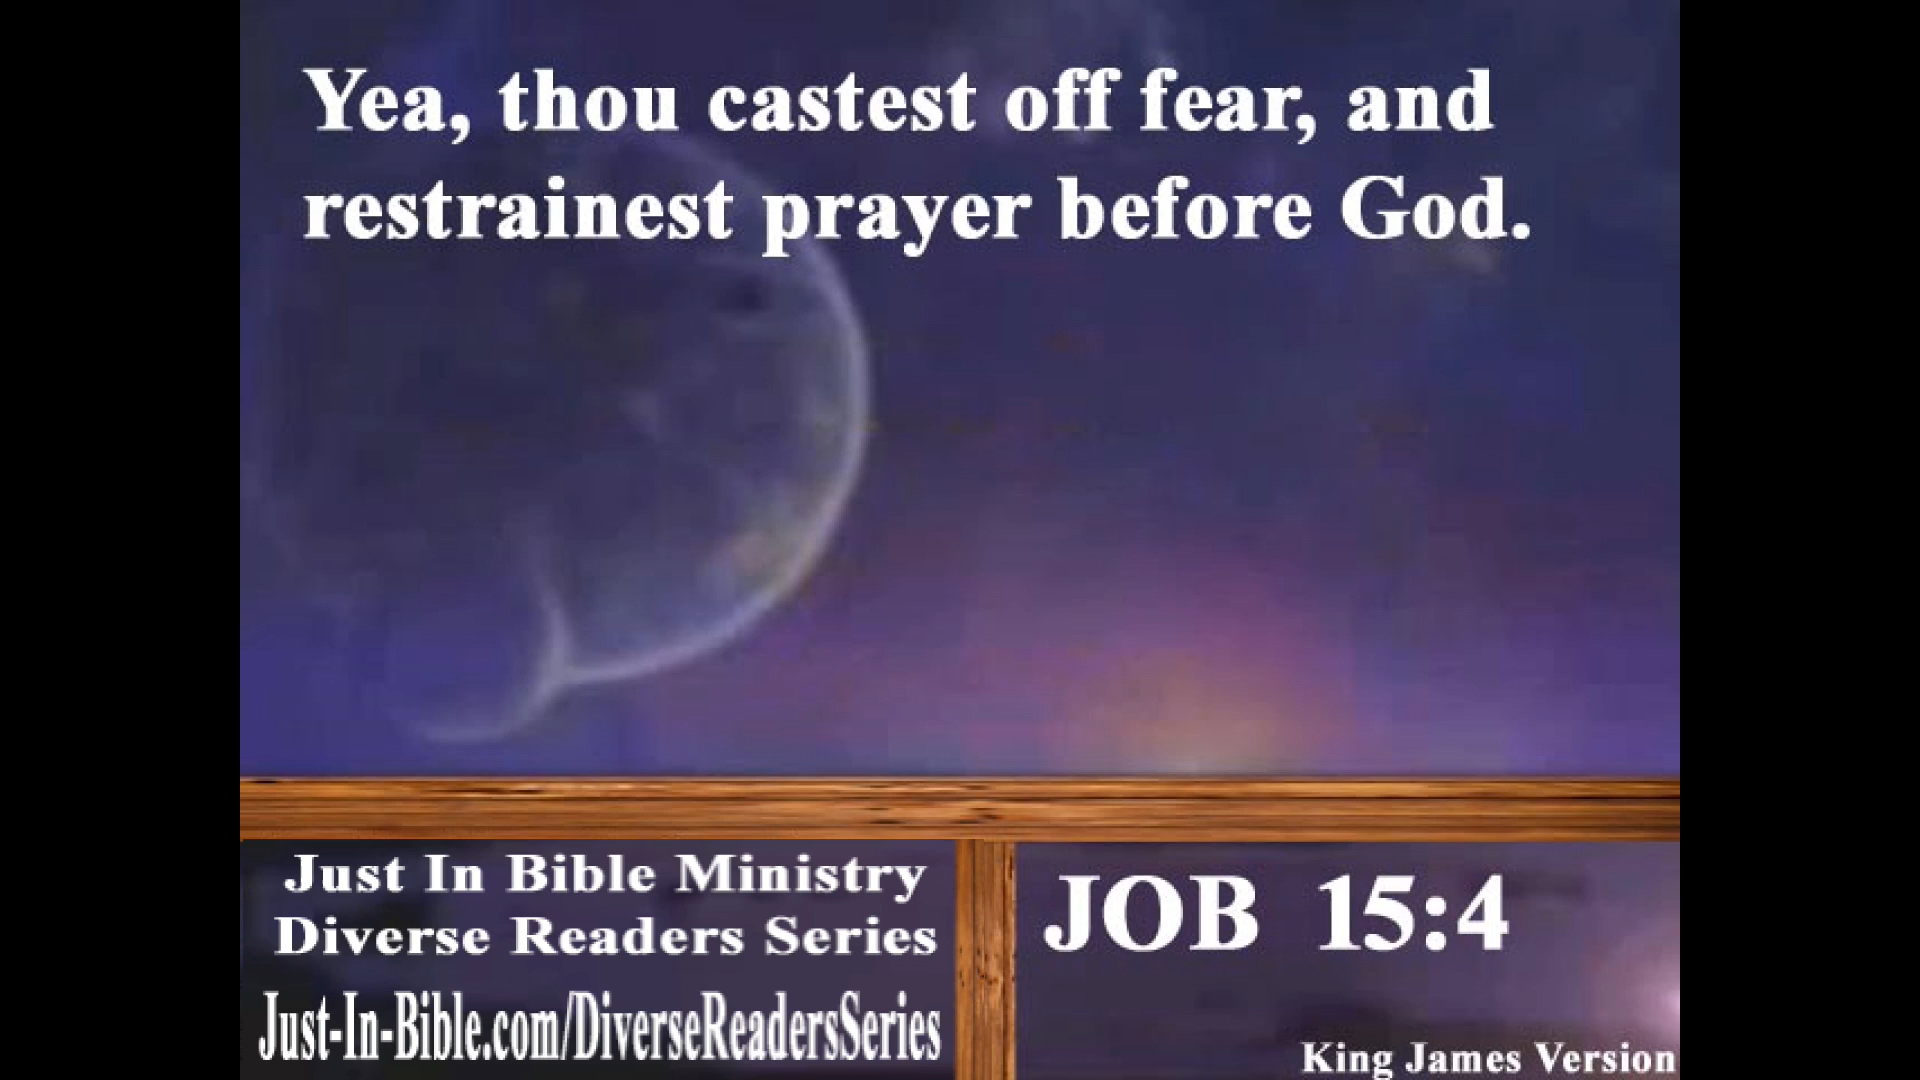 Yea, thou castest off fear, and
restrainest prayer before God.
Just In Bible Ministry
Diverse Readers Series
Just-In-Bible.com/DiverseReadersSeries
JOB 15:4
King James Version